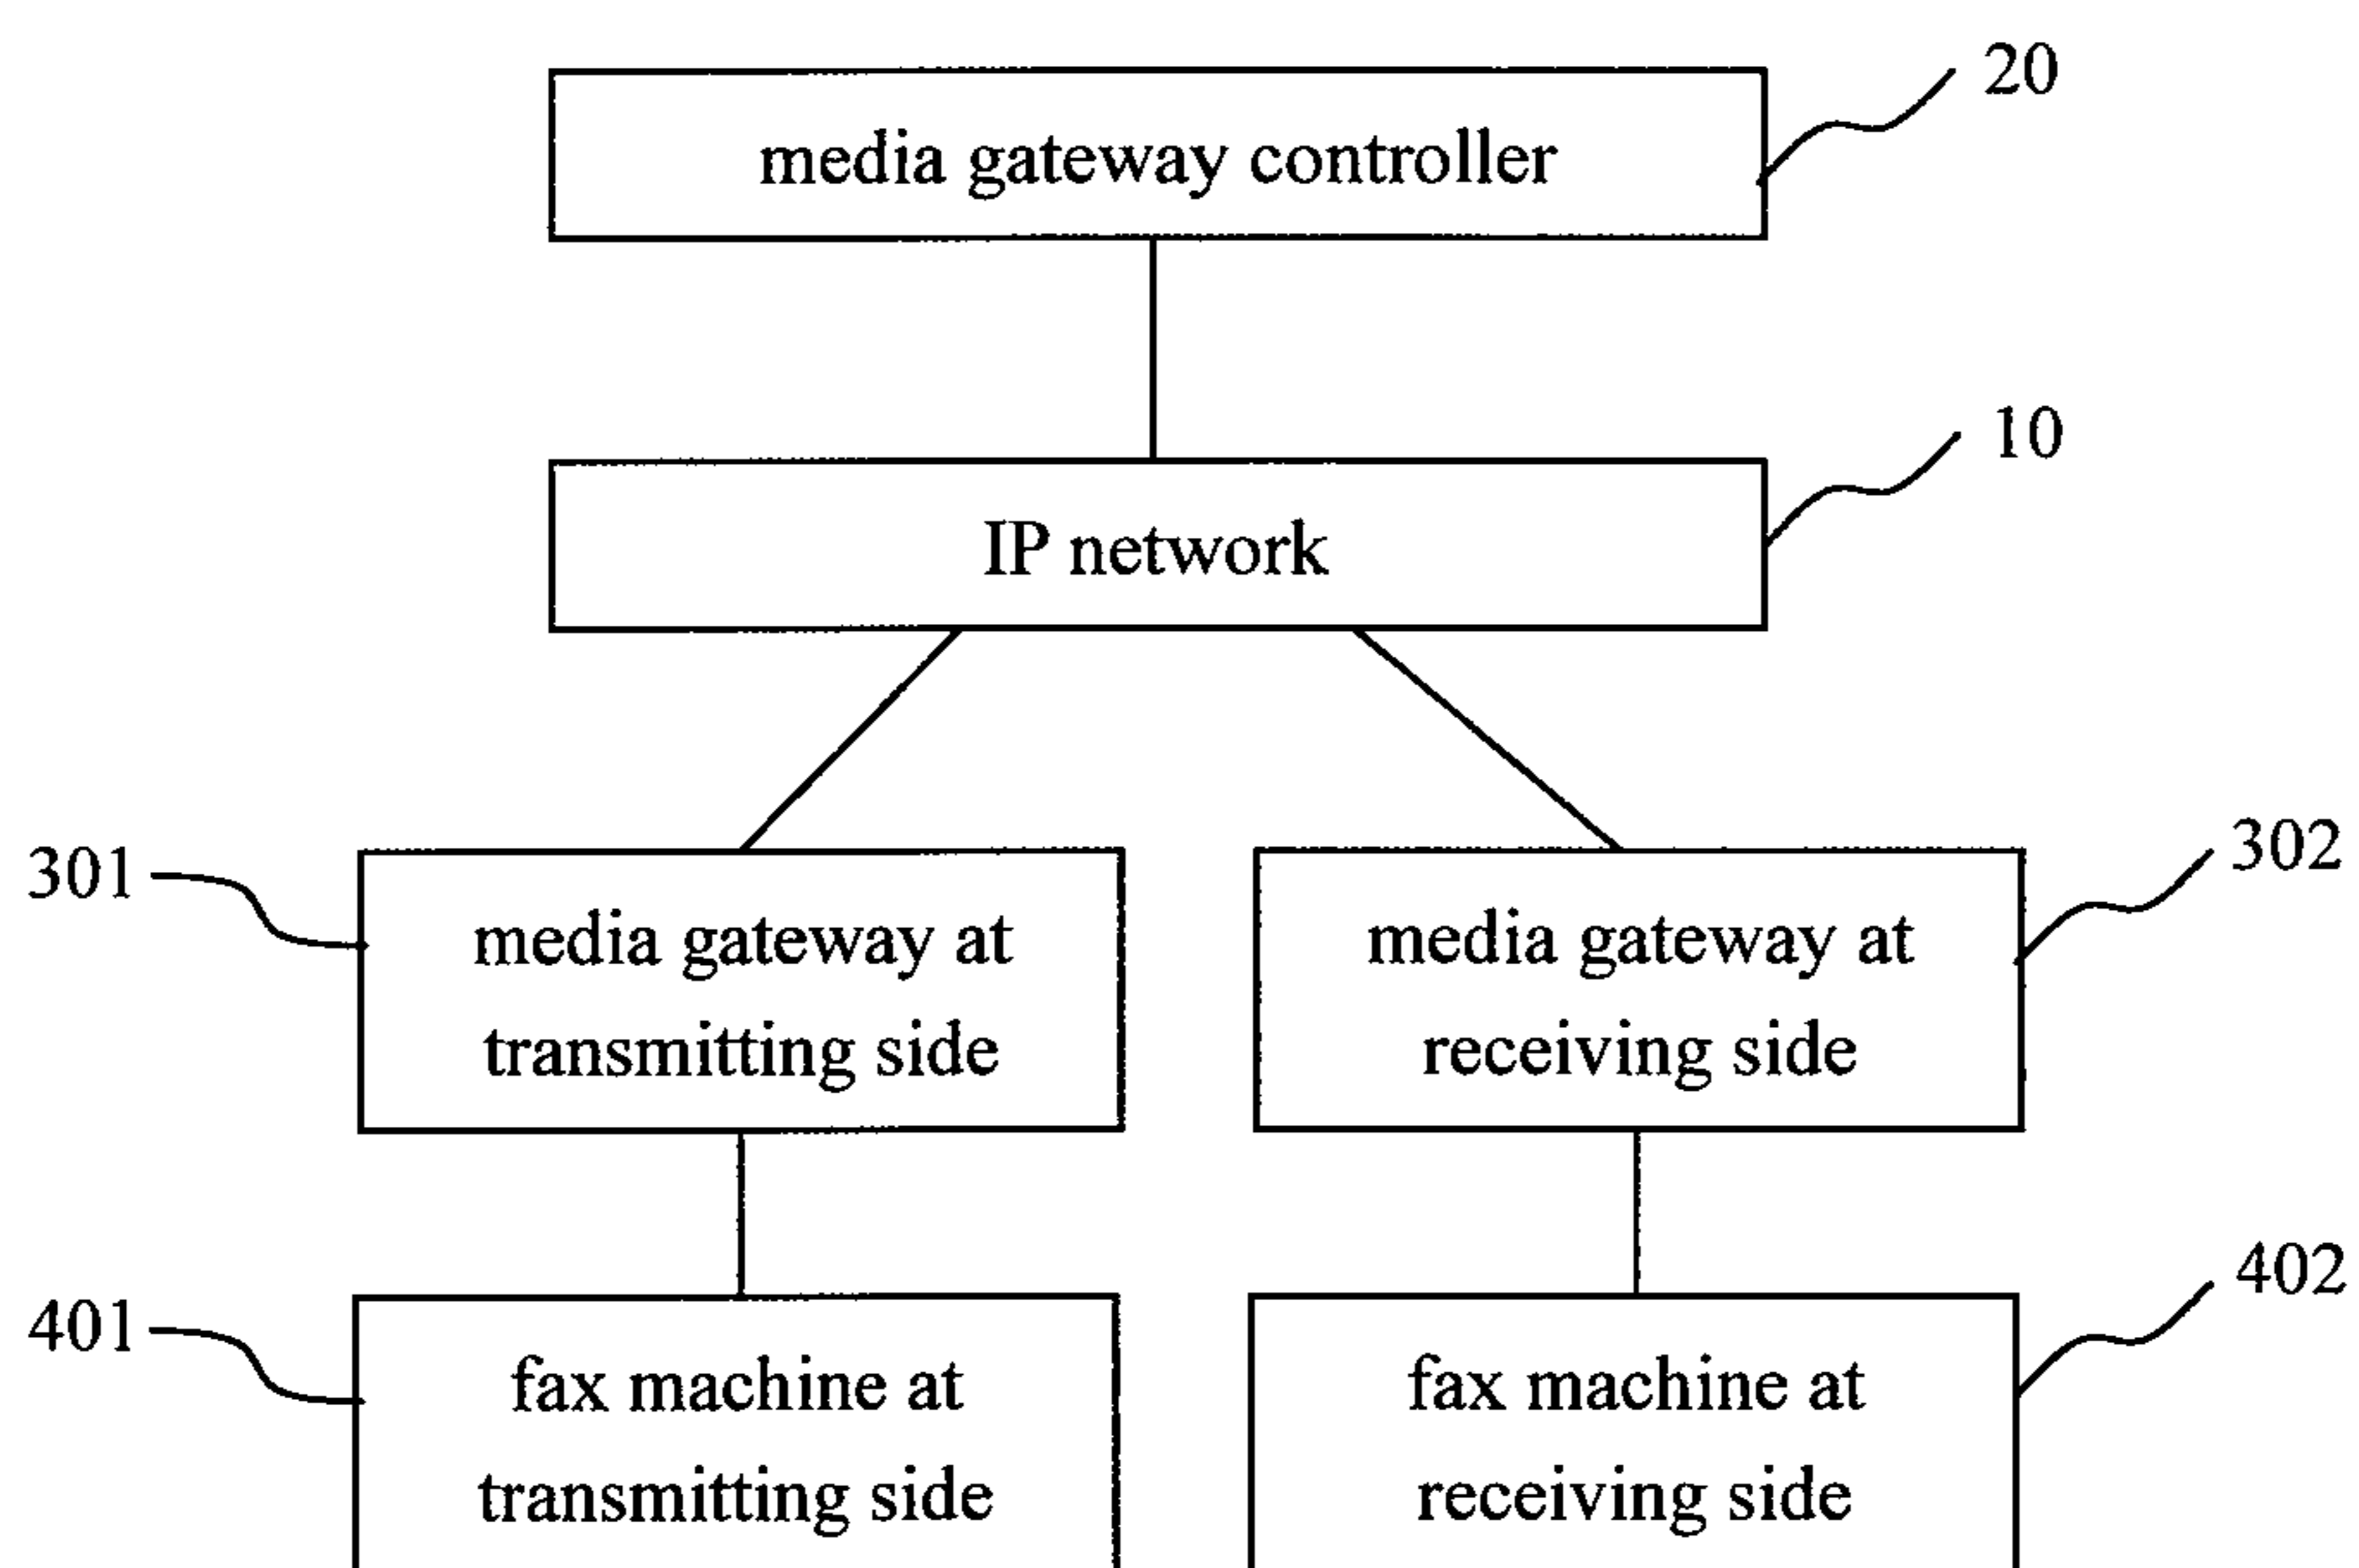 20
media gateway controller
10
IP network
301
302
media gateway at
transmitting side
media gateway at
receiving side
401
402
fax machine at
transmitting side
fax machine at
receiving side